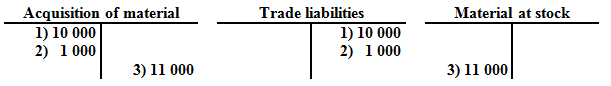 Acquisition of material Trade liabilities Material at stock
1) 10 000 1) 10 000
2) 1 000 2) 1 000
3) 11 000 3) 11 000